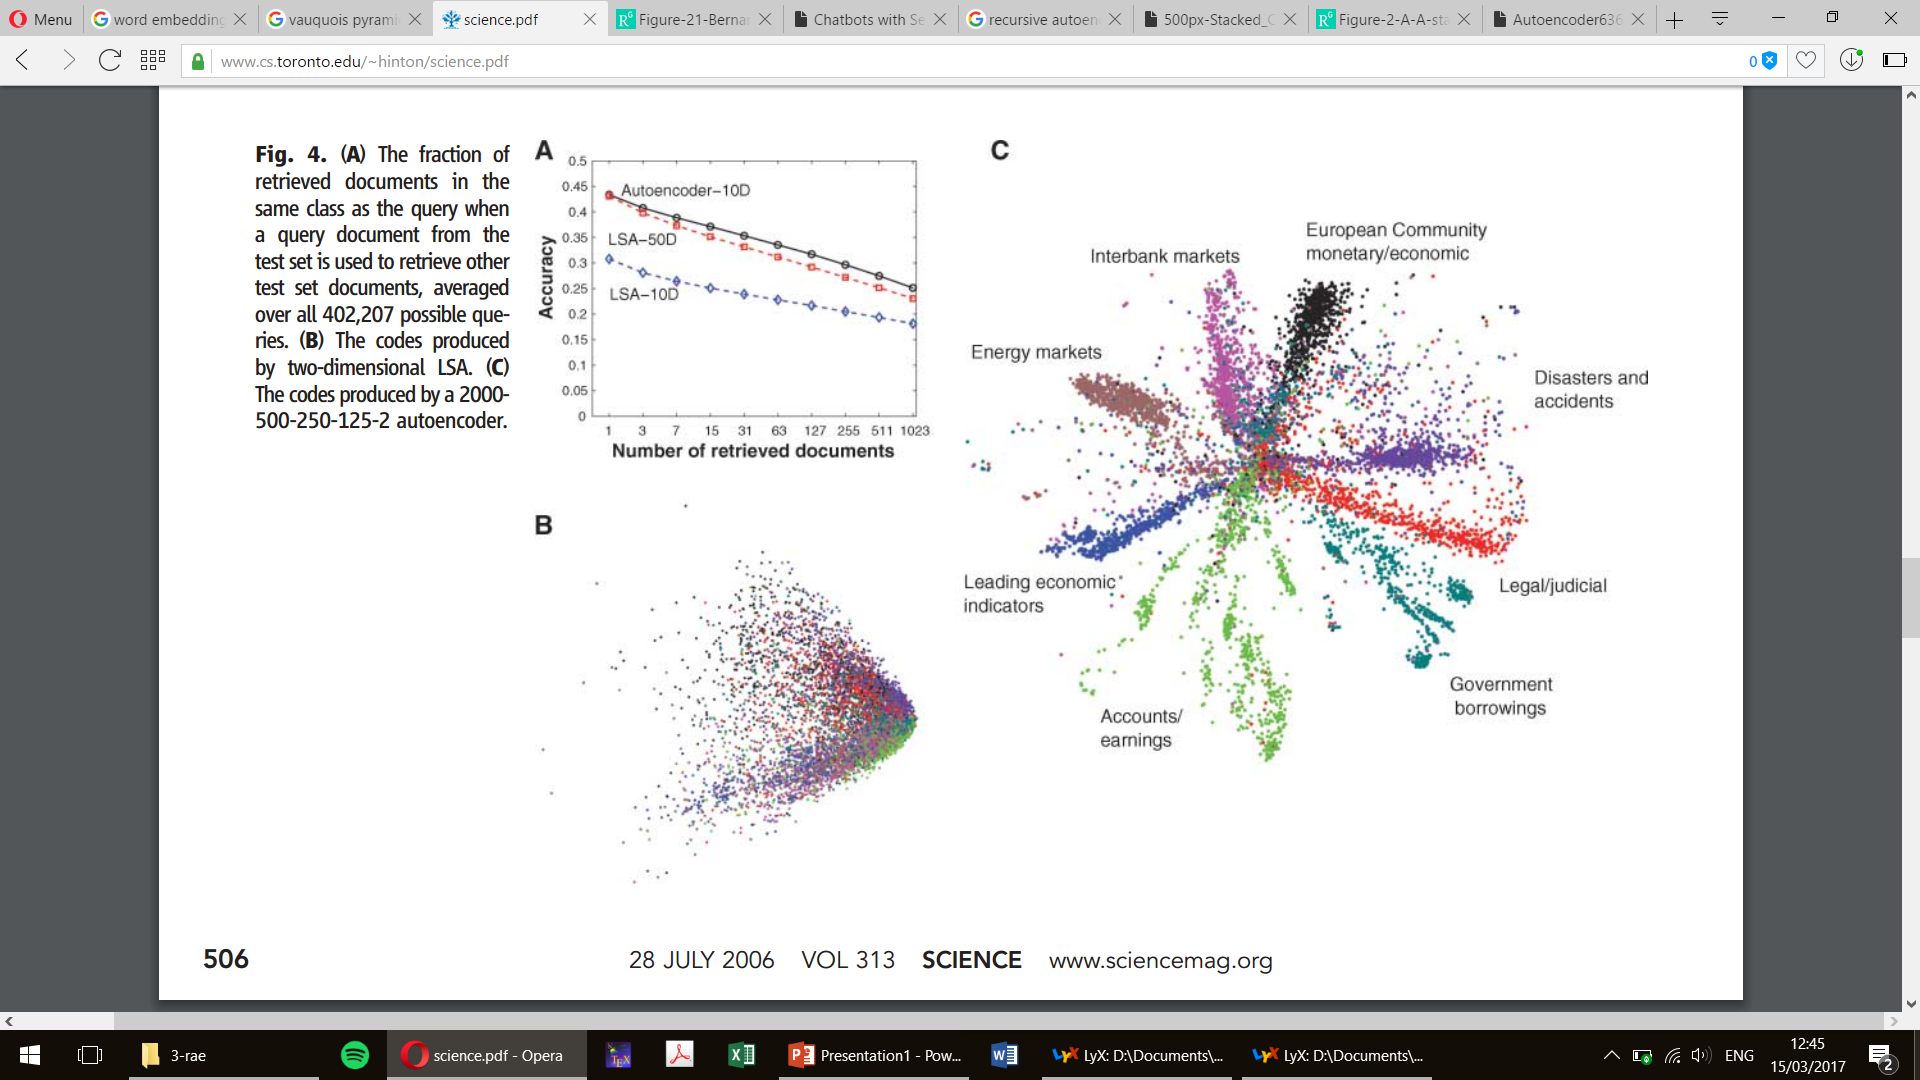 Menu
word embedding
vauquois pyrami
science.pdf
Figure-21-Bernar
Chatbots with Se
recursive autoen
500px-Stacked_C
Figure-2-A-A-sta
Autoencoder636
www.cs.toronto.edu/~hinton/science.pdf
0
Fig. 4. (A) The fraction of
retrieved documents in the
same class as the query when
a query document from the
test set is used to retrieve other
test set documents, averaged
over all 402,207 possible que-
ries. (B) The codes produced
by two-dimensional LSA. (C)
The codes produced by a 2000-
500-250-125-2 autoencoder.
A
0.5
0.45
0.4
0.35
0.3
0.25
0.2
0.15
0.1
0.05
0
Accuracy
Autoencoder-10D
LSA-50D
LSA-10D
1 3 7 15 31 63 127 255 511 1023
Number of retrieved documents
B
C
European Community
monetary/economic
Interbank markets
Energy markets
Disasters and
accidents
Leading economic
indicators
Legal/judicial
Government
borrowings
Accounts/
earnings
506
28 JULY 2006 VOL 313 SCIENCE www.sciencemag.org
3-rae
science.pdf - Opera
Presentation1 - Pow...
LyX: D:\Documents\...
LyX: D:\Documents\...
ENG
12:45
15/03/2017
2